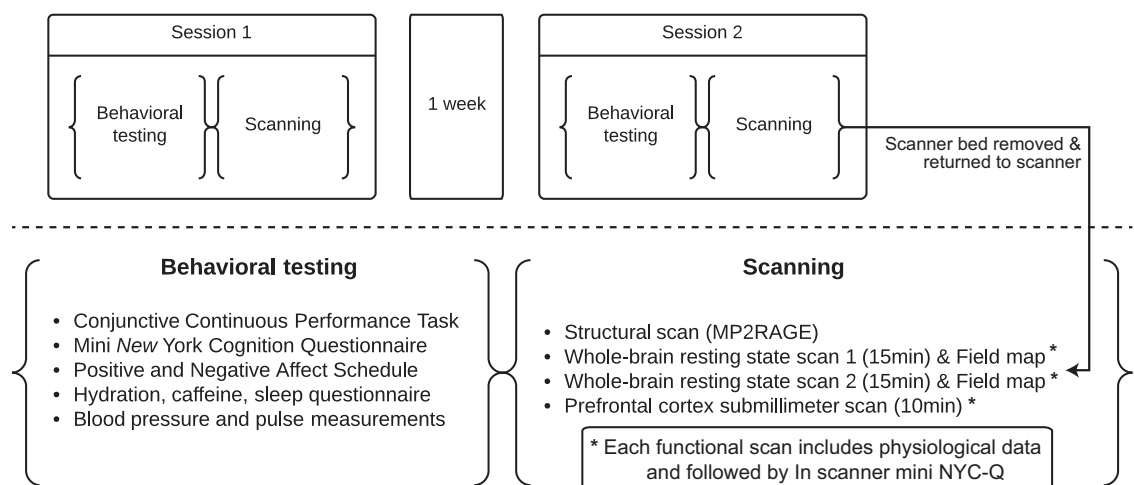 Session 1
Behavioral
testing
Scanning
1 week
Session 2
Behavioral
testing
Scanning
Scanner bed removed &
returned to scanner
Behavioral testing
• Conjunctive Continuous Performance Task
• Mini New York Cognition Questionnaire
• Positive and Negative Affect Schedule
• Hydration, caffeine, sleep questionnaire
• Blood pressure and pulse measurements
Scanning
• Structural scan (MP2RAGE)
• Whole-brain resting state scan 1 (15min) & Field map *
• Whole-brain resting state scan 2 (15min) & Field map *
• Prefrontal cortex submillimeter scan (10min) *
* Each functional scan includes physiological data
and followed by In scanner mini NYC-Q